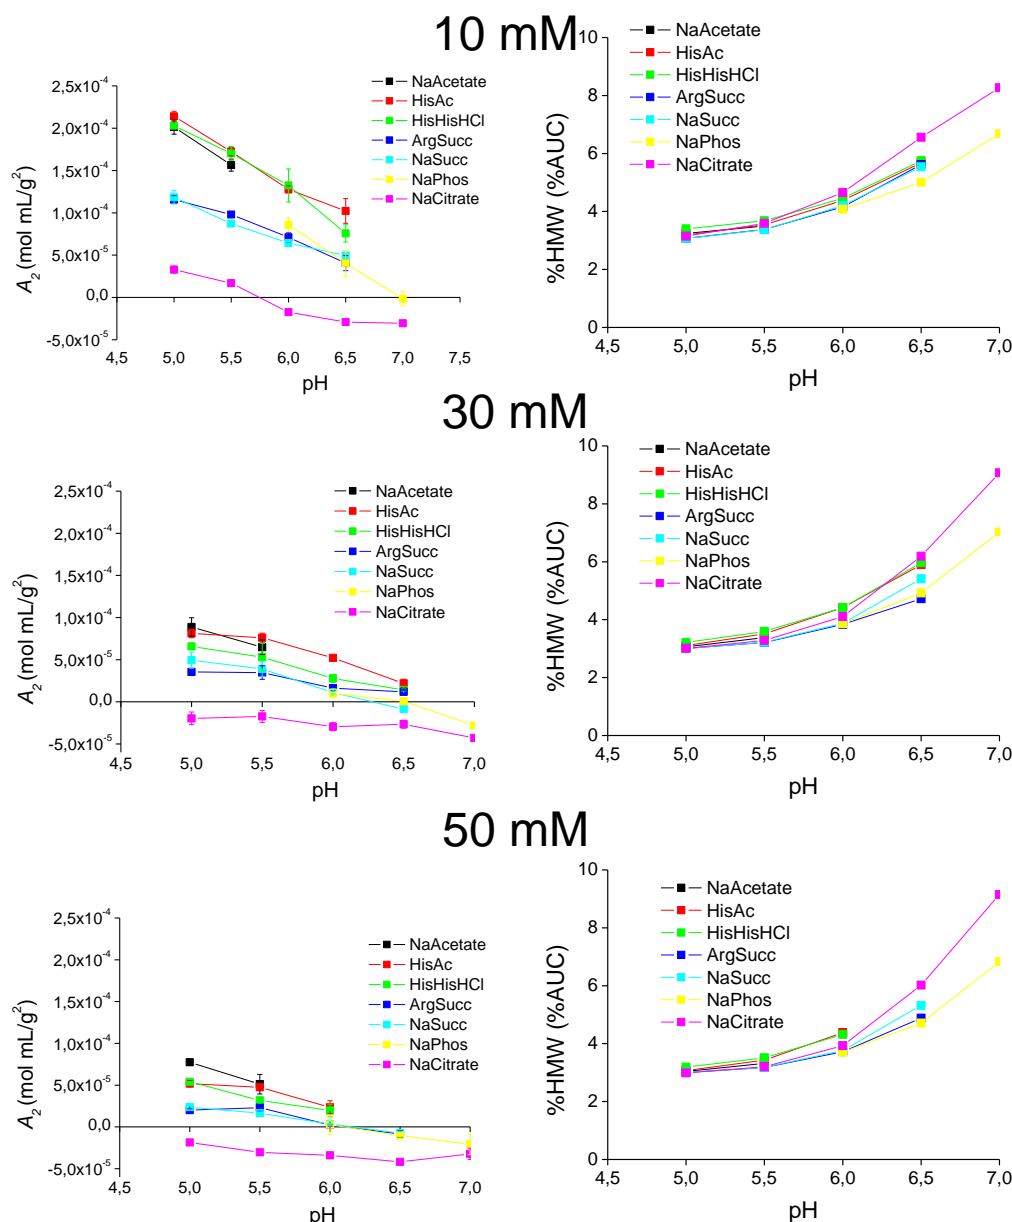 10 mM
2,5x10⁻⁴
2,0x10⁻⁴
1,5x10⁻⁴
1,0x10⁻⁴
5,0x10⁻⁵
0,0
-5,0x10⁻⁵
A₂ (mol mL/g²)
4,5 5,0 5,5 6,0 6,5 7,0 7,5
pH
NaAcetate
HisAc
HisHisHCl
ArgSucc
NaSucc
NaPhos
NaCitrate
10
8
6
4
2
0
%HMW (%AUC)
4,5 5,0 5,5 6,0 6,5 7,0
pH
NaAcetate
HisAc
HisHisHCl
ArgSucc
NaSucc
NaPhos
NaCitrate
30 mM
2,5x10⁻⁴
2,0x10⁻⁴
1,5x10⁻⁴
1,0x10⁻⁴
5,0x10⁻⁵
0,0
-5,0x10⁻⁵
A₂ (mol mL/g²)
4,5 5,0 5,5 6,0 6,5 7,0
pH
NaAcetate
HisAc
HisHisHCl
ArgSucc
NaSucc
NaPhos
NaCitrate
10
8
6
4
2
0
%HMW (%AUC)
4,5 5,0 5,5 6,0 6,5 7,0
pH
NaAcetate
HisAc
HisHisHCl
ArgSucc
NaSucc
NaPhos
NaCitrate
50 mM
2,5x10⁻⁴
2,0x10⁻⁴
1,5x10⁻⁴
1,0x10⁻⁴
5,0x10⁻⁵
0,0
-5,0x10⁻⁵
A₂ (mol mL/g²)
4,5 5,0 5,5 6,0 6,5 7,0
pH
NaAcetate
HisAc
HisHisHCl
ArgSucc
NaSucc
NaPhos
NaCitrate
10
8
6
4
2
0
%HMW (%AUC)
4,5 5,0 5,5 6,0 6,5 7,0
pH
NaAcetate
HisAc
HisHisHCl
ArgSucc
NaSucc
NaPhos
NaCitrate